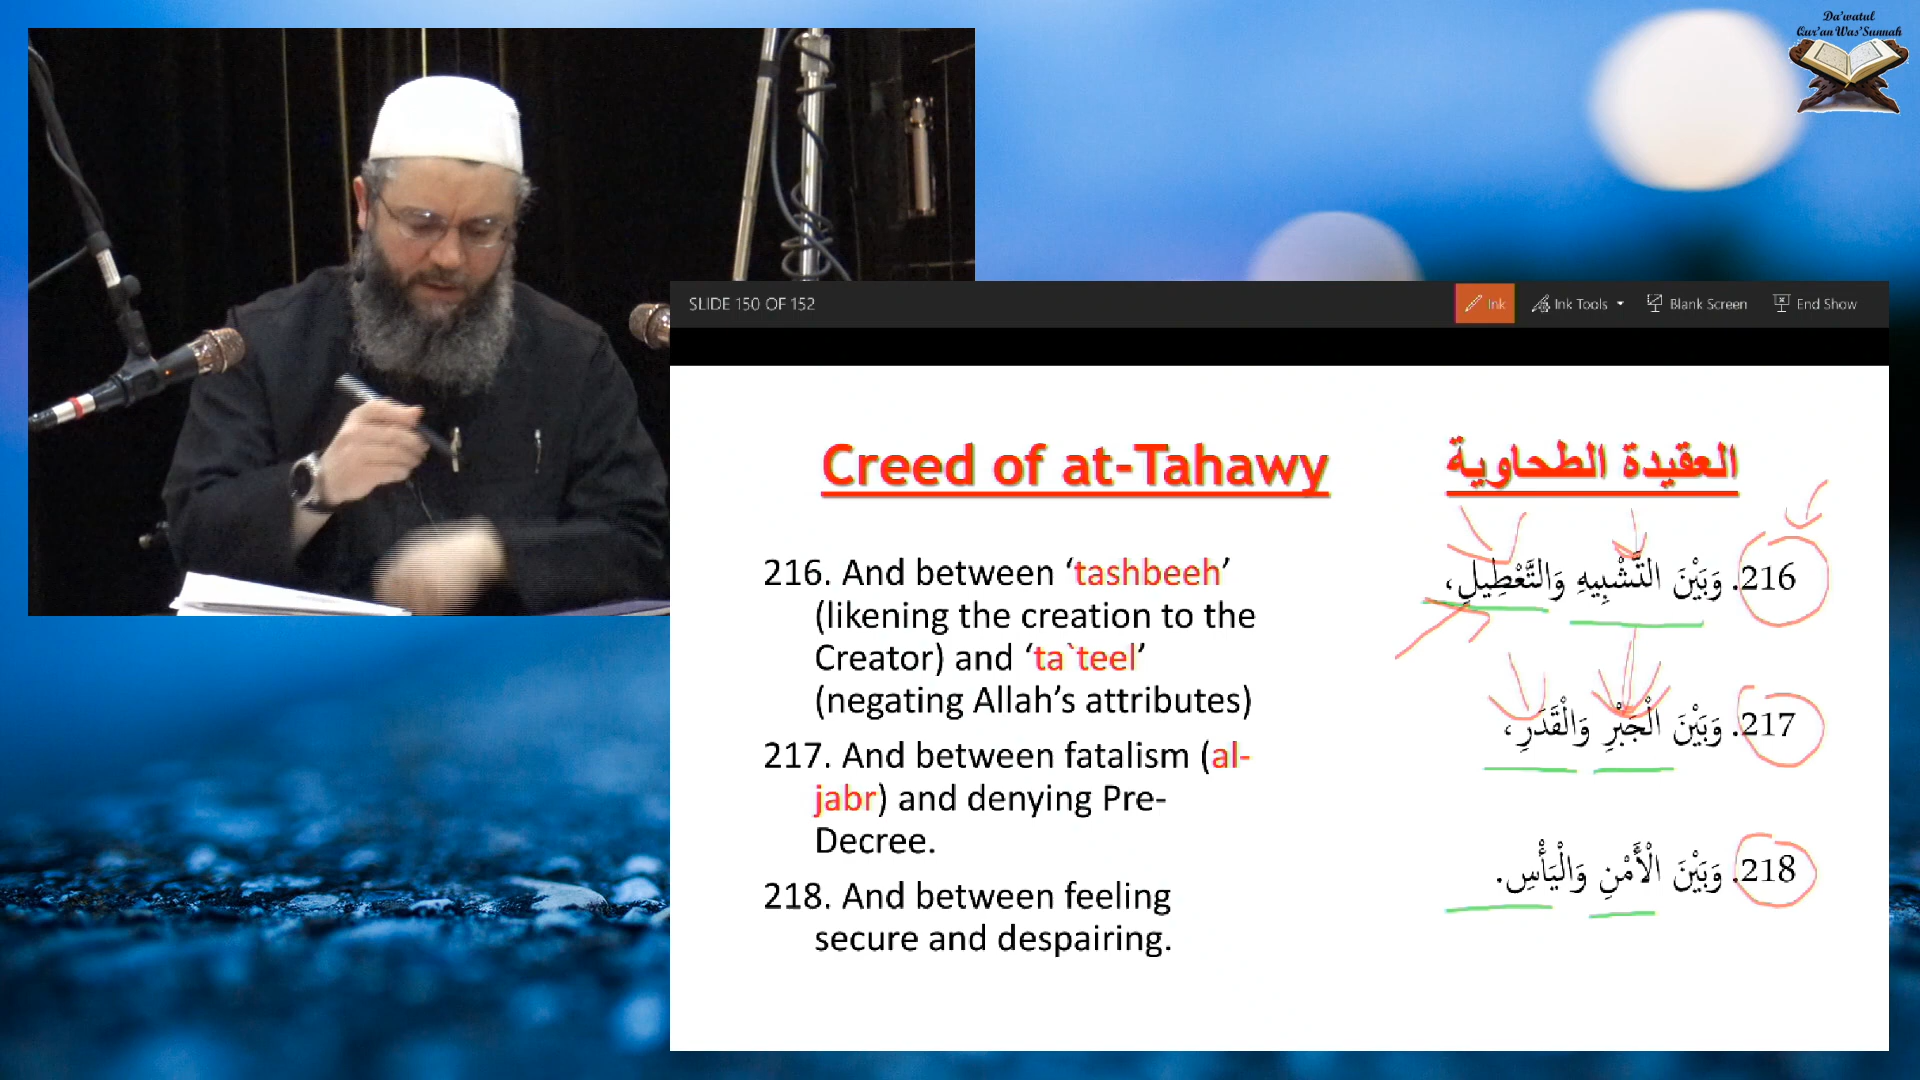 Da'watul
Qur'an Was'Sunnah
SLIDE 150 OF 152
Ink
Ink Tools
Blank Screen
End Show
Creed of at-Tahawy
العقيدة الطحاوية
216. And between ‘tashbeeh’
(likening the creation to the
Creator) and ‘ta`teel’
(negating Allah’s attributes)
217. And between fatalism (al-
jabr) and denying Pre-
Decree.
218. And between feeling
secure and despairing.
216. وَبَيْنَ التَّشْبِيهِ وَالتَّعْطِيلِ،
217. وَبَيْنَ الْجَبْرِ وَالْقَدَرِ،
218. وَبَيْنَ الْأَمْنِ وَالْيَأْسِ.